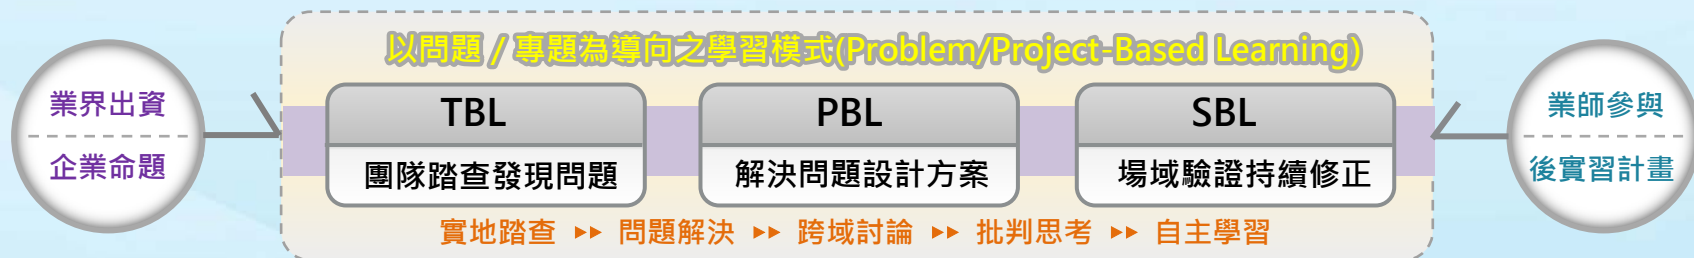 以問題 / 專題為導向之學習模式(Problem/Project-Based Learning)
業界出資
企業命題
TBL
團隊踏查發現問題
PBL
解決問題設計方案
SBL
場域驗證持續修正
業師參與
後實習計畫
實地踏查 ▸▸ 問題解決 ▸▸ 跨域討論 ▸▸ 批判思考 ▸▸ 自主學習